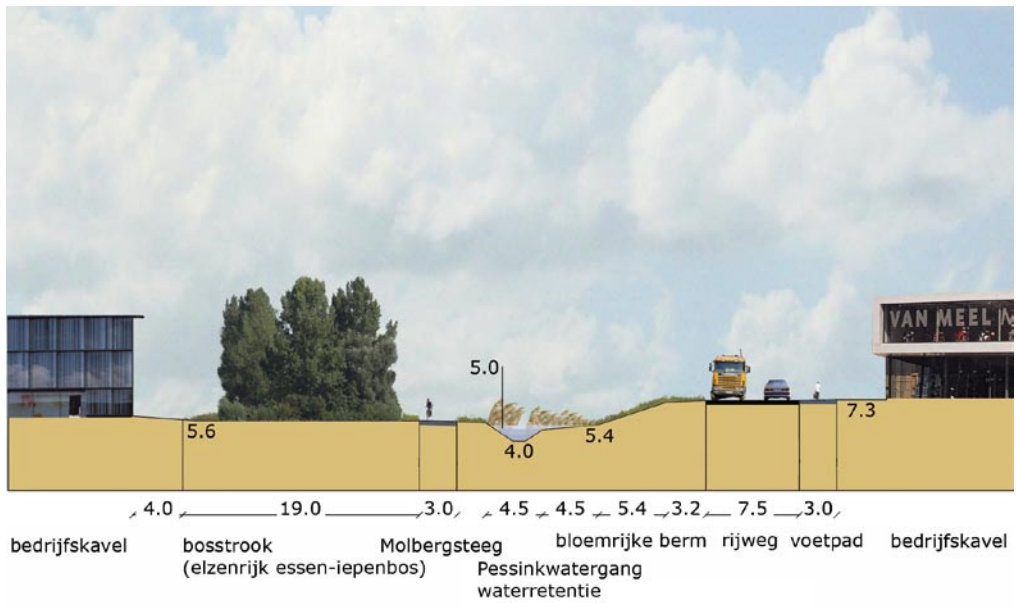 VAN MEEL M
5.0
7.3
5.6
5.4
4.0
4.0 19.0 3.0 4.5 4.5 5.4 3.2 7.5 3.0
bedrijfskavel
bosstrook
(elzenrijk essen-iepenbos)
Molbergsteeg
Pessinkwatergang
waterretentie
bloemrijke berm
rijweg
voetpad
bedrijfskavel